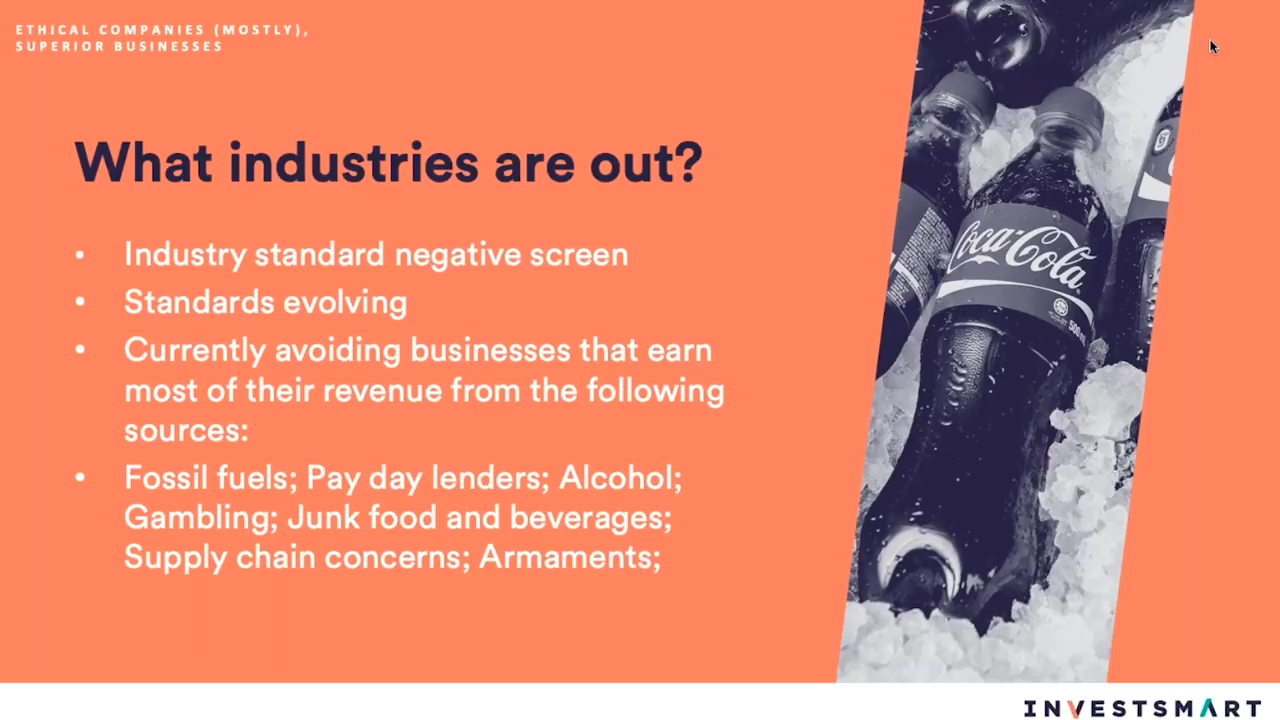 ETHICAL COMPANIES (MOSTLY),
SUPERIOR BUSINESSES
What industries are out?
• Industry standard negative screen
• Standards evolving
• Currently avoiding businesses that earn
most of their revenue from the following
sources:
• Fossil fuels; Pay day lenders; Alcohol;
Gambling; Junk food and beverages;
Supply chain concerns; Armaments;
Coca-Cola
INVESTSMART